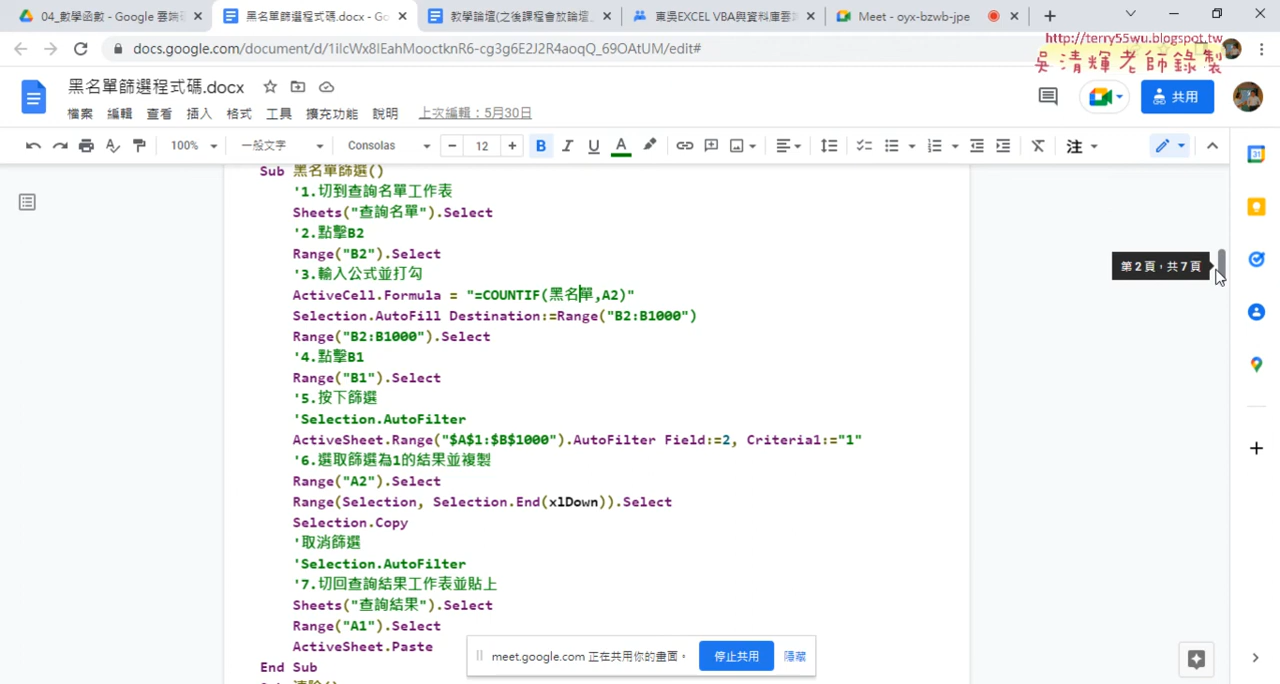 04_數學函數 - Google 雲端硬
黑名單篩選程式碼.docx - Go
教學論壇(之後課程會放論壇_
東吳EXCEL VBA與資料庫雲
Meet - oyx-bzwb-jpe
docs.google.com/document/d/1ilcWx8lEahMooctknR6-cg3g6E2J2R4aoqQ_69OAtUM/edit#
http://terry55wu.blogspot.tw
吳清輝老師錄製
黑名單篩選程式碼.docx
檔案 編輯 查看 插入 格式 工具 擴充功能 說明 上次編輯:5月30日
共用
100% 一般文字 Consolas 12 B I U A 注
Sub 黑名單篩選()
'1.切到查詢名單工作表
Sheets("查詢名單").Select
'2.點擊B2
Range("B2").Select
'3.輸入公式並打勾
ActiveCell.Formula = "=COUNTIF(黑名單,A2)"
Selection.AutoFill Destination:=Range("B2:B1000")
Range("B2:B1000").Select
'4.點擊B1
Range("B1").Select
'5.按下篩選
'Selection.AutoFilter
ActiveSheet.Range("$A$1:$B$1000").AutoFilter Field:=2, Criteria1:="1"
'6.選取篩選為1的結果並複製
Range("A2").Select
Range(Selection, Selection.End(xlDown)).Select
Selection.Copy
'取消篩選
'Selection.AutoFilter
'7.切回查詢結果工作表並貼上
Sheets("查詢結果").Select
Range("A1").Select
ActiveSheet.Paste
End Sub
第 2 頁,共 7 頁
meet.google.com 正在共用你的畫面。 停止共用 隱藏
31